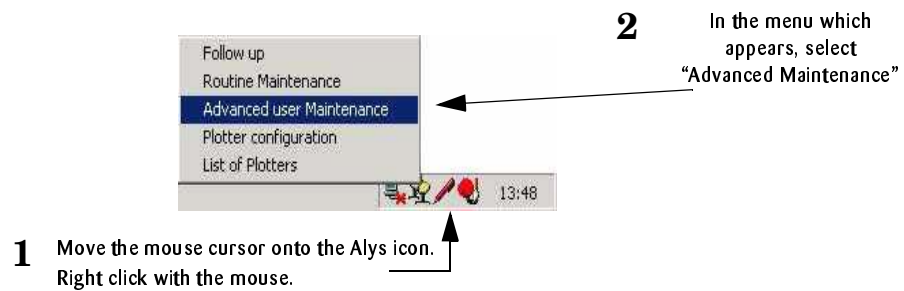 2 In the menu which
appears, select
“Advanced Maintenance”
Follow up
Routine Maintenance
Advanced user Maintenance
Plotter configuration
List of Plotters
13:48
1 Move the mouse cursor onto the Alys icon.
Right click with the mouse.